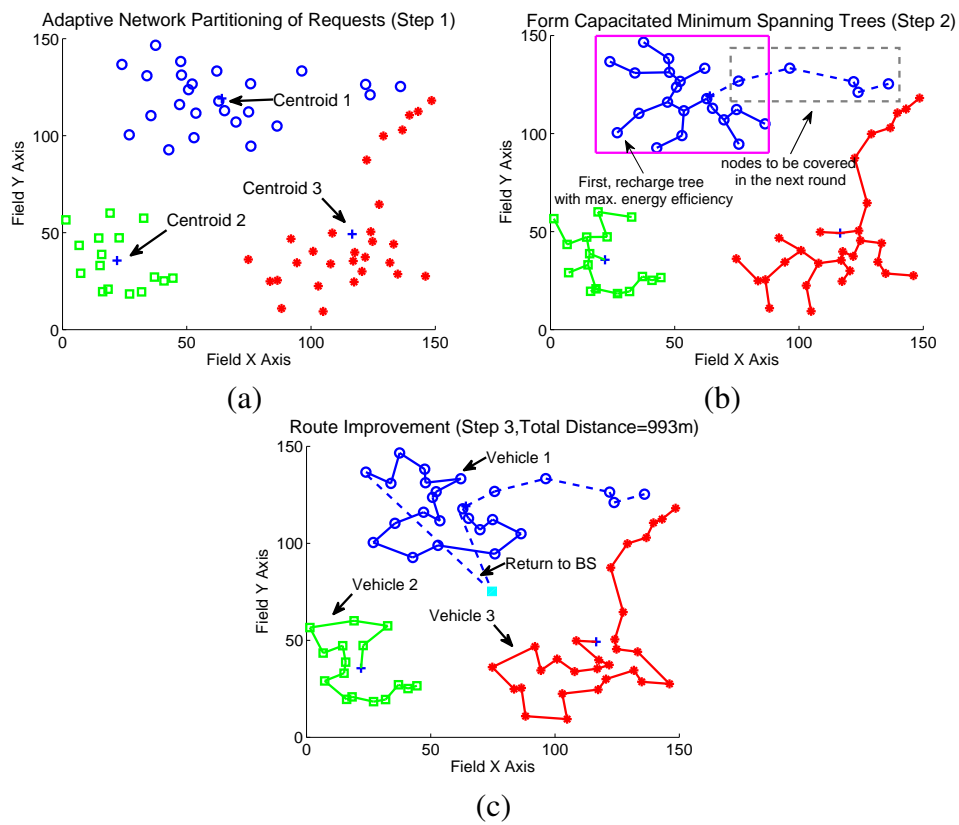 Adaptive Network Partitioning of Requests (Step 1)
150
100
50
0
0
50
100
150
Field Y Axis
Field X Axis
Centroid 1
Centroid 2
Centroid 3
(a)
Form Capacitated Minimum Spanning Trees (Step 2)
150
100
50
0
0
50
100
150
Field Y Axis
Field X Axis
First, recharge tree
with max. energy efficiency
nodes to be covered
in the next round
(b)
Route Improvement (Step 3,Total Distance=993m)
150
100
50
0
0
50
100
150
Field Y Axis
Field X Axis
Vehicle 1
Return to BS
Vehicle 2
Vehicle 3
(c)